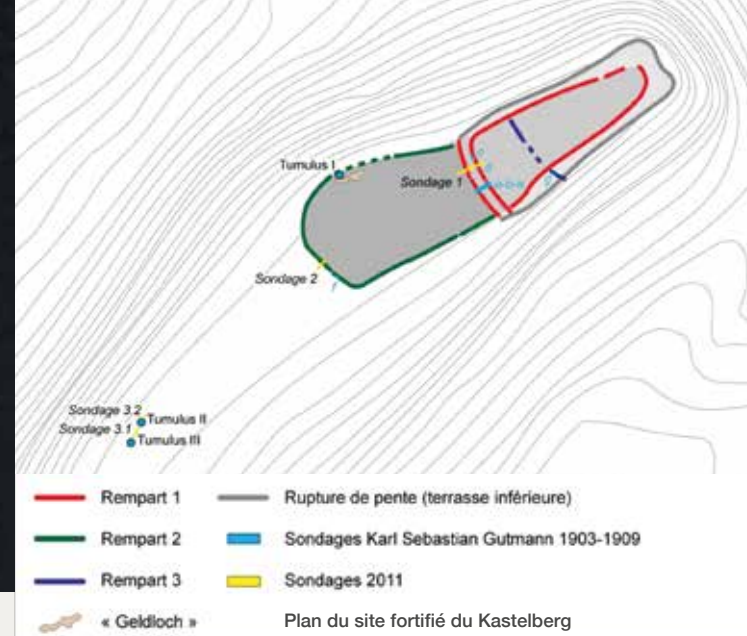 Tumulus I
Sondage 1
Sondage 2
Sondage 3.2
Tumulus II
Sondage 3.1
Tumulus III
Rempart 1
Rupture de pente (terrasse inférieure)
Rempart 2
Sondages Karl Sebastian Gutmann 1903-1909
Rempart 3
Sondages 2011
« Geldloch »
Plan du site fortifié du Kastelberg